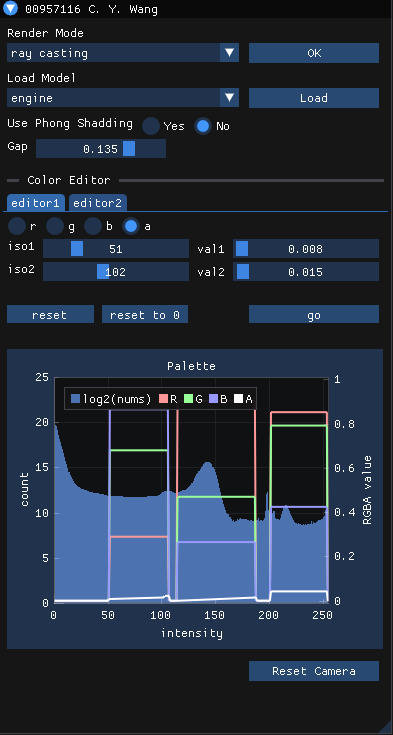 00957116 C. Y. Wang
Render Mode
ray casting OK
Load Model
engine Load
Use Phong Shadding Yes No
Gap 0.135
Color Editor
editor1 editor2
r g b a
iso1 51 val1 0.008
iso2 102 val2 0.015
reset reset to 0 go
Palette
log2(nums) R G B A
25
20
15
10
5
0
count
1
0.8
0.6
0.4
0.2
0
RGBA value
0 50 100 150 200 250
intensity
Reset Camera